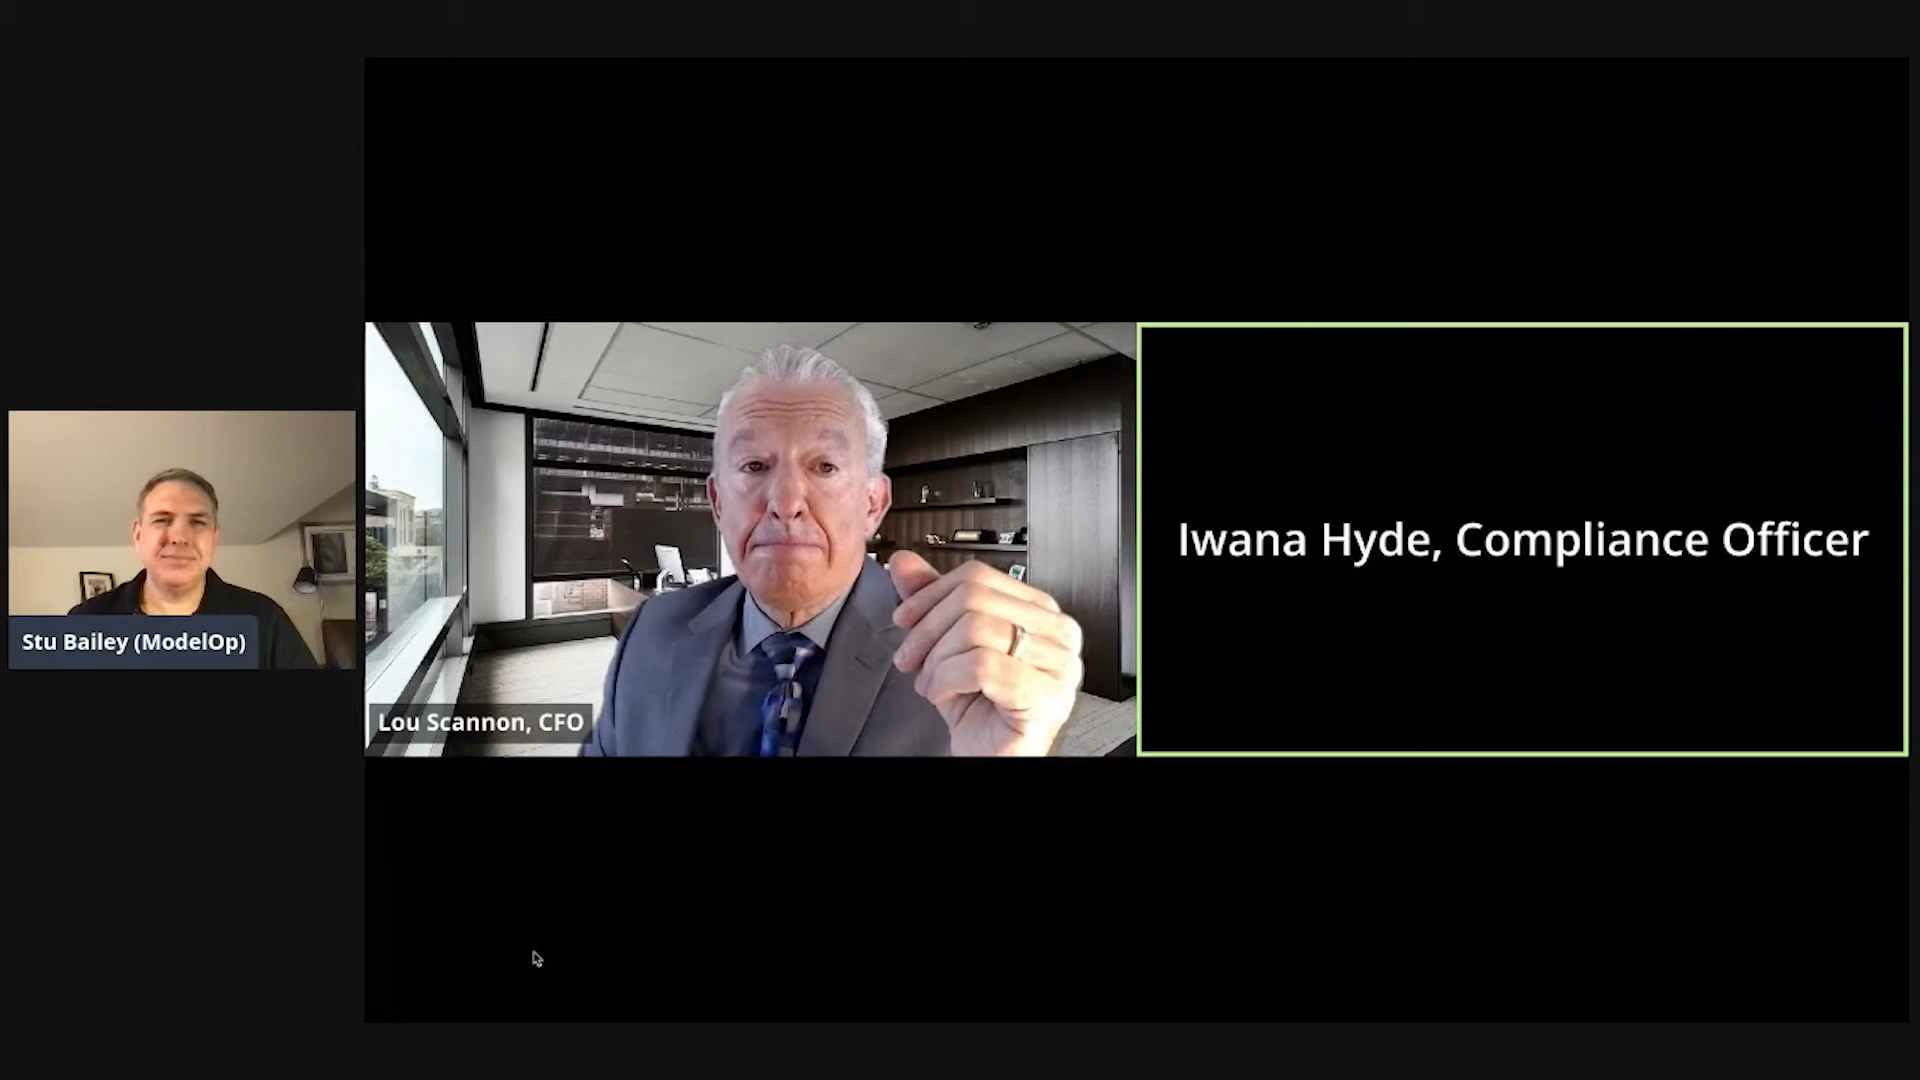 Stu Bailey (ModelOp)
Lou Scannon, CFO
Iwana Hyde, Compliance Officer